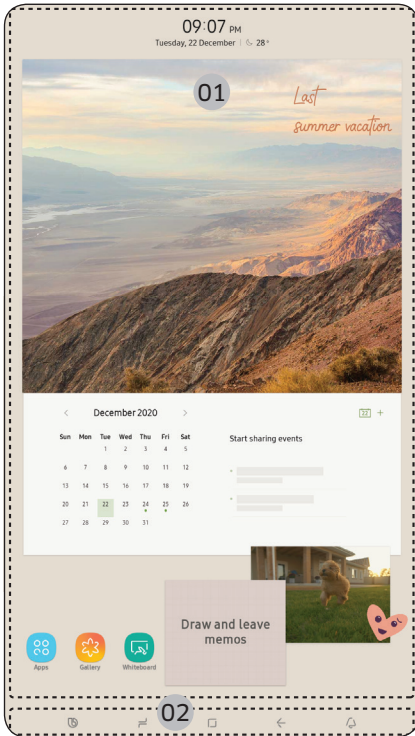 09:07 PM
Tuesday, 22 December | 28°
01
Last
summer vacation
< December 2020 >
22 +
Sun Mon Tue Wed Thu Fri Sat
Start sharing events
1 2 3 4 5
6 7 8 9 10 11 12
13 14 15 16 17 18 19
20 21 22 23 24 25 26
27 28 29 30 31
Draw and leave
memos
Apps Gallery Whiteboard
02